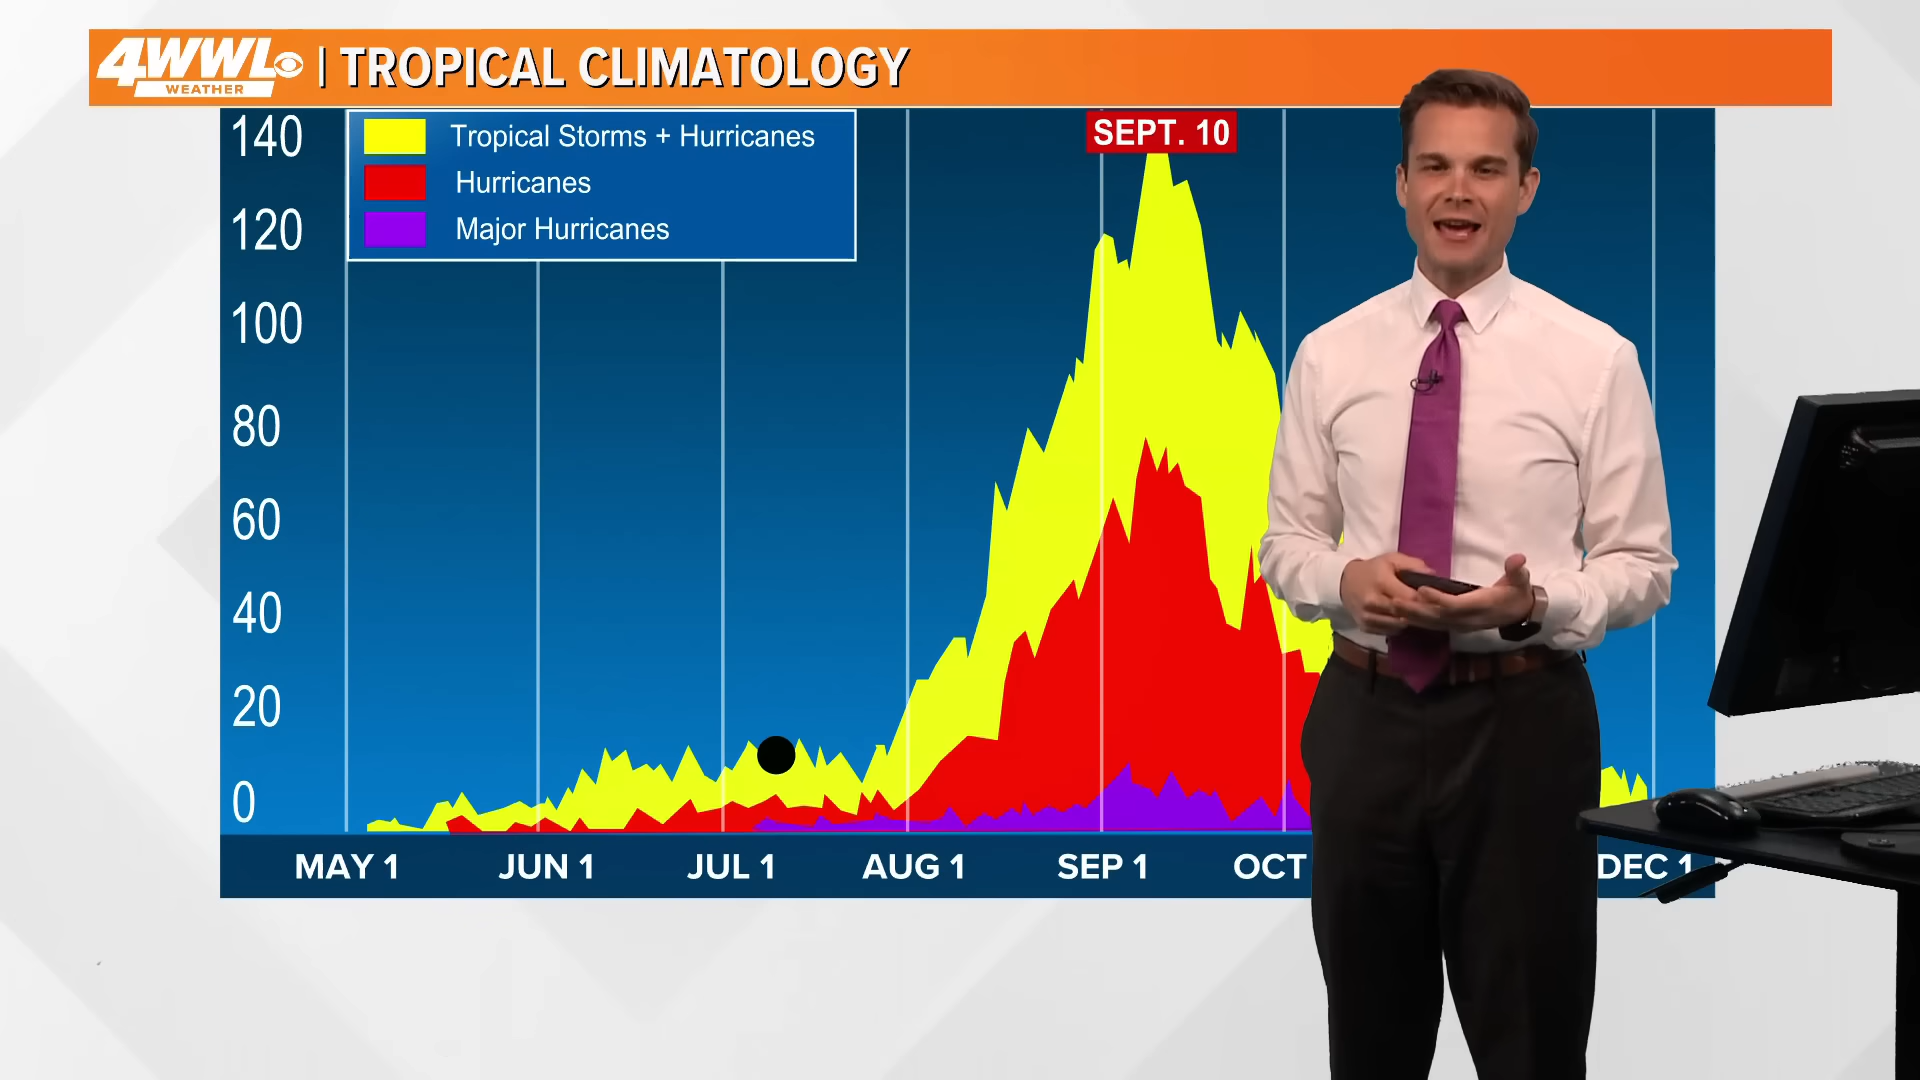 4WWL
WEATHER
| TROPICAL CLIMATOLOGY
140
120
100
80
60
40
20
0
Tropical Storms + Hurricanes
Hurricanes
Major Hurricanes
SEPT. 10
MAY 1
JUN 1
JUL 1
AUG 1
SEP 1
OCT
DEC 1